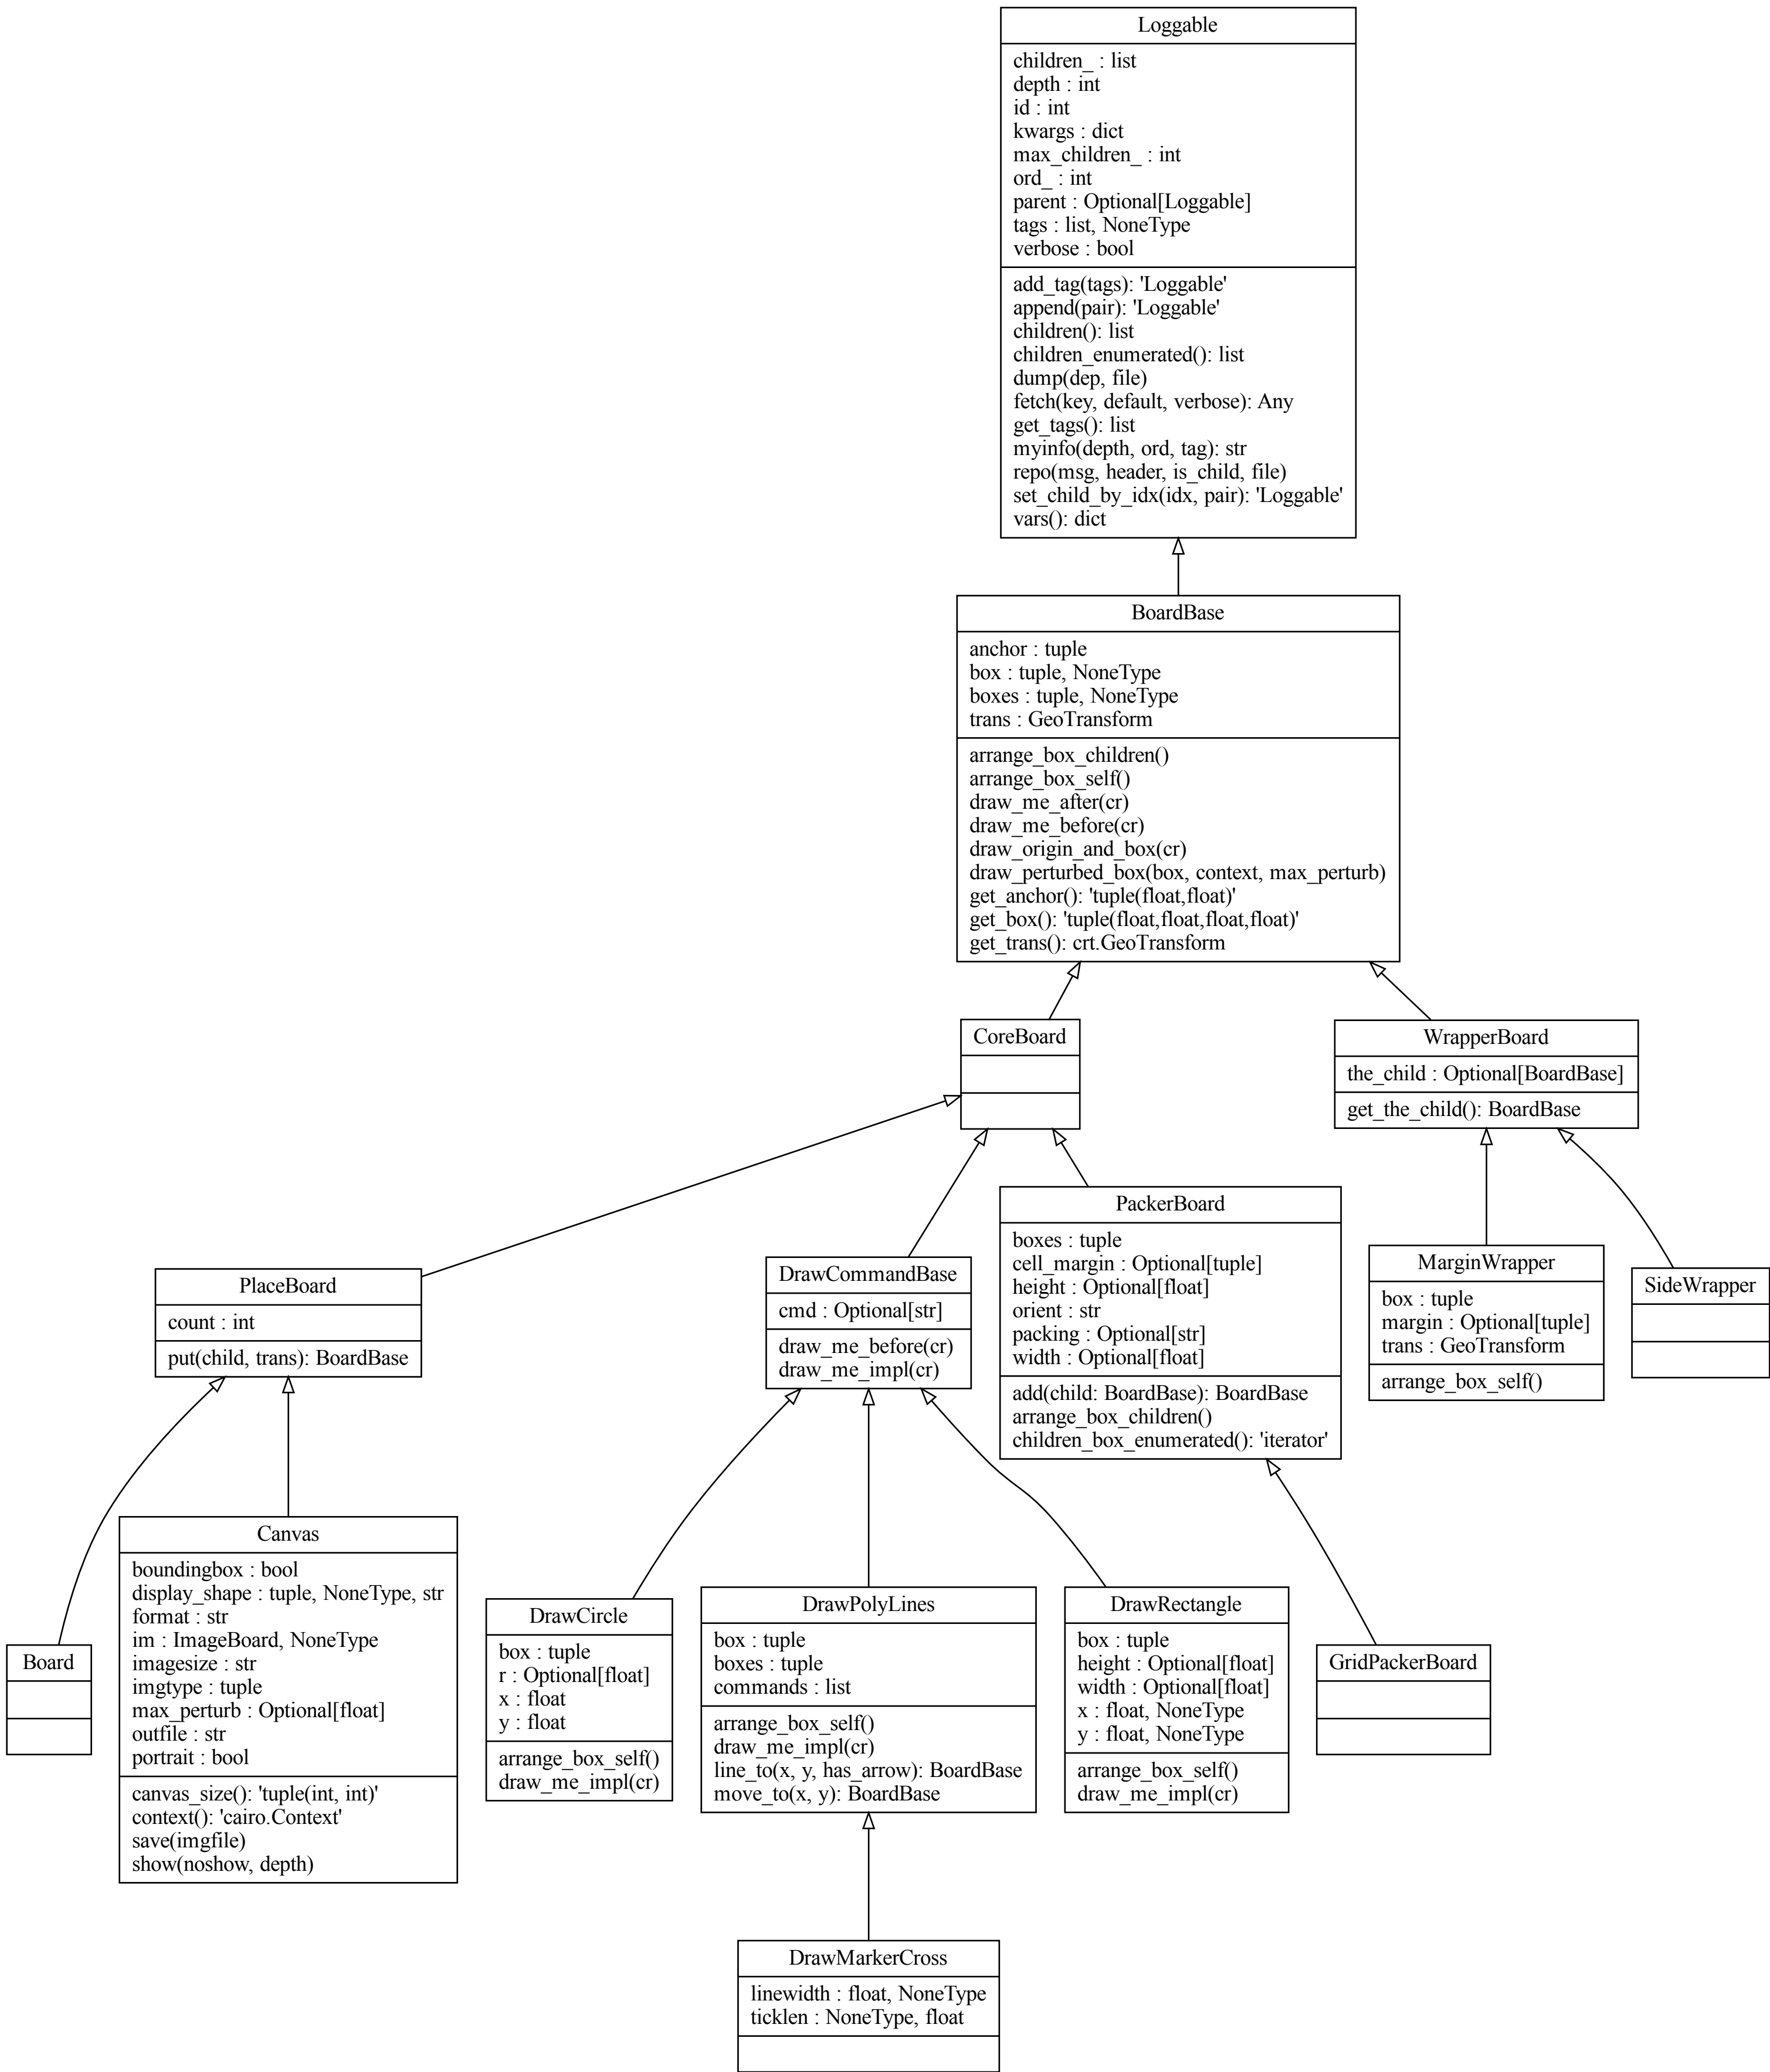 Loggable
children_ : list
depth : int
id : int
kwargs : dict
max_children_ : int
ord_ : int
parent : Optional[Loggable]
tags : list, NoneType
verbose : bool
add_tag(tags): 'Loggable'
append(pair): 'Loggable'
children(): list
children_enumerated(): list
dump(dep, file)
fetch(key, default, verbose): Any
get_tags(): list
myinfo(depth, ord, tag): str
repo(msg, header, is_child, file)
set_child_by_idx(idx, pair): 'Loggable'
vars(): dict
BoardBase
anchor : tuple
box : tuple, NoneType
boxes : tuple, NoneType
trans : GeoTransform
arrange_box_children()
arrange_box_self()
draw_me_after(cr)
draw_me_before(cr)
draw_origin_and_box(cr)
draw_perturbed_box(box, context, max_perturb)
get_anchor(): 'tuple(float,float)'
get_box(): 'tuple(float,float,float,float)'
get_trans(): crt.GeoTransform
CoreBoard
WrapperBoard
the_child : Optional[BoardBase]
get_the_child(): BoardBase
PlaceBoard
count : int
put(child, trans): BoardBase
DrawCommandBase
cmd : Optional[str]
draw_me_before(cr)
draw_me_impl(cr)
PackerBoard
boxes : tuple
cell_margin : Optional[tuple]
height : Optional[float]
orient : str
packing : Optional[str]
width : Optional[float]
add(child: BoardBase): BoardBase
arrange_box_children()
children_box_enumerated(): 'iterator'
MarginWrapper
box : tuple
margin : Optional[tuple]
trans : GeoTransform
arrange_box_self()
SideWrapper
Board
Canvas
boundingbox : bool
display_shape : tuple, NoneType, str
format : str
im : ImageBoard, NoneType
imagesize : str
imgtype : tuple
max_perturb : Optional[float]
outfile : str
portrait : bool
canvas_size(): 'tuple(int, int)'
context(): 'cairo.Context'
save(imgfile)
show(noshow, depth)
DrawCircle
box : tuple
r : Optional[float]
x : float
y : float
arrange_box_self()
draw_me_impl(cr)
DrawPolyLines
box : tuple
boxes : tuple
commands : list
arrange_box_self()
draw_me_impl(cr)
line_to(x, y, has_arrow): BoardBase
move_to(x, y): BoardBase
DrawRectangle
box : tuple
height : Optional[float]
width : Optional[float]
x : float, NoneType
y : float, NoneType
arrange_box_self()
draw_me_impl(cr)
GridPackerBoard
DrawMarkerCross
linewidth : float, NoneType
ticklen : NoneType, float